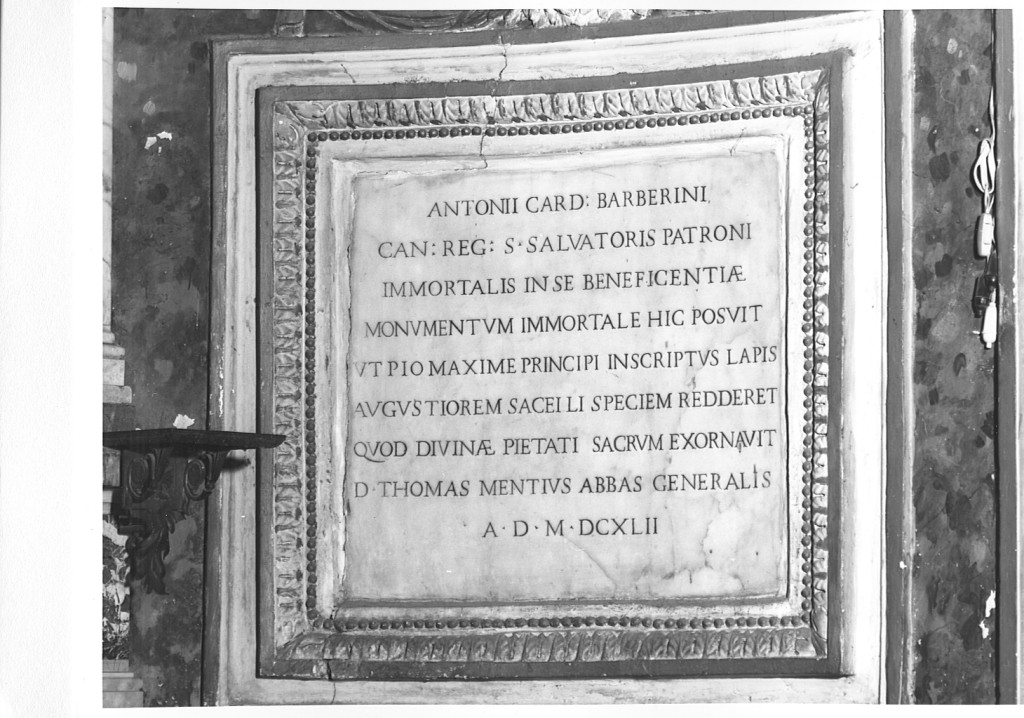 ANTONII CARD: BARBERINI,
CAN: REG: S· SALVATORIS PATRONI
IMMORTALIS IN SE BENEFICENTIÆ
MONVMENTVM IMMORTALE HIC POSVIT
VT PIO MAXIME PRINCIPI INSCRIPTVS LAPIS
AVGVSTIOREM SACELLI SPECIEM REDDERET
QVOD DIVINÆ PIETATI SACRVM EXORNAVIT
D·THOMAS MENTIVS ABBAS GENERALIS
A·D·M·DCXLII